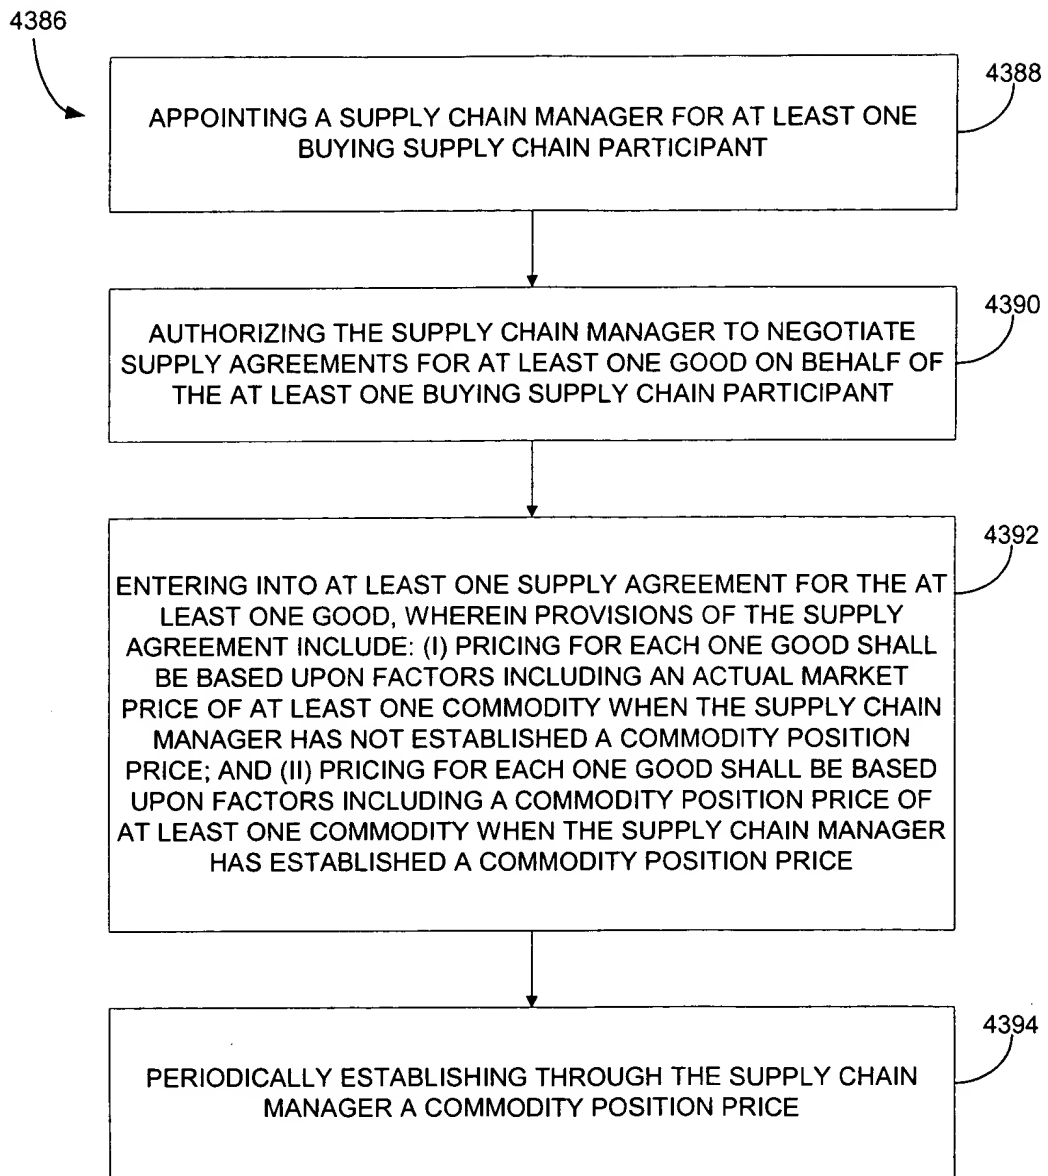 4386
4388
APPOINTING A SUPPLY CHAIN MANAGER FOR AT LEAST ONE
BUYING SUPPLY CHAIN PARTICIPANT
4390
AUTHORIZING THE SUPPLY CHAIN MANAGER TO NEGOTIATE
SUPPLY AGREEMENTS FOR AT LEAST ONE GOOD ON BEHALF OF
THE AT LEAST ONE BUYING SUPPLY CHAIN PARTICIPANT
4392
ENTERING INTO AT LEAST ONE SUPPLY AGREEMENT FOR THE AT
LEAST ONE GOOD, WHEREIN PROVISIONS OF THE SUPPLY
AGREEMENT INCLUDE: (I) PRICING FOR EACH ONE GOOD SHALL
BE BASED UPON FACTORS INCLUDING AN ACTUAL MARKET
PRICE OF AT LEAST ONE COMMODITY WHEN THE SUPPLY CHAIN
MANAGER HAS NOT ESTABLISHED A COMMODITY POSITION
PRICE; AND (II) PRICING FOR EACH ONE GOOD SHALL BE BASED
UPON FACTORS INCLUDING A COMMODITY POSITION PRICE OF
AT LEAST ONE COMMODITY WHEN THE SUPPLY CHAIN MANAGER
HAS ESTABLISHED A COMMODITY POSITION PRICE
4394
PERIODICALLY ESTABLISHING THROUGH THE SUPPLY CHAIN
MANAGER A COMMODITY POSITION PRICE